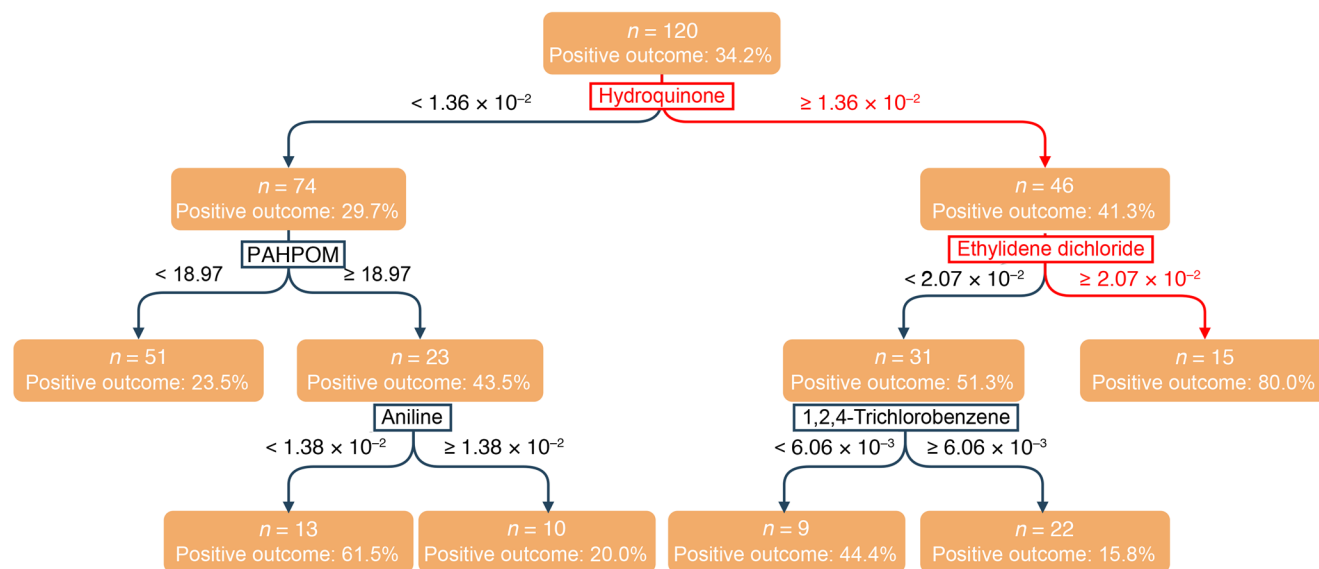 n = 120
Positive outcome: 34.2%
Hydroquinone
< 1.36 × 10⁻²
≥ 1.36 × 10⁻²
n = 74
Positive outcome: 29.7%
n = 46
Positive outcome: 41.3%
PAHPOM
Ethylidene dichloride
< 18.97
≥ 18.97
< 2.07 × 10⁻²
≥ 2.07 × 10⁻²
n = 51
Positive outcome: 23.5%
n = 23
Positive outcome: 43.5%
n = 31
Positive outcome: 51.3%
n = 15
Positive outcome: 80.0%
Aniline
1,2,4-Trichlorobenzene
< 1.38 × 10⁻²
≥ 1.38 × 10⁻²
< 6.06 × 10⁻³
≥ 6.06 × 10⁻³
n = 13
Positive outcome: 61.5%
n = 10
Positive outcome: 20.0%
n = 9
Positive outcome: 44.4%
n = 22
Positive outcome: 15.8%